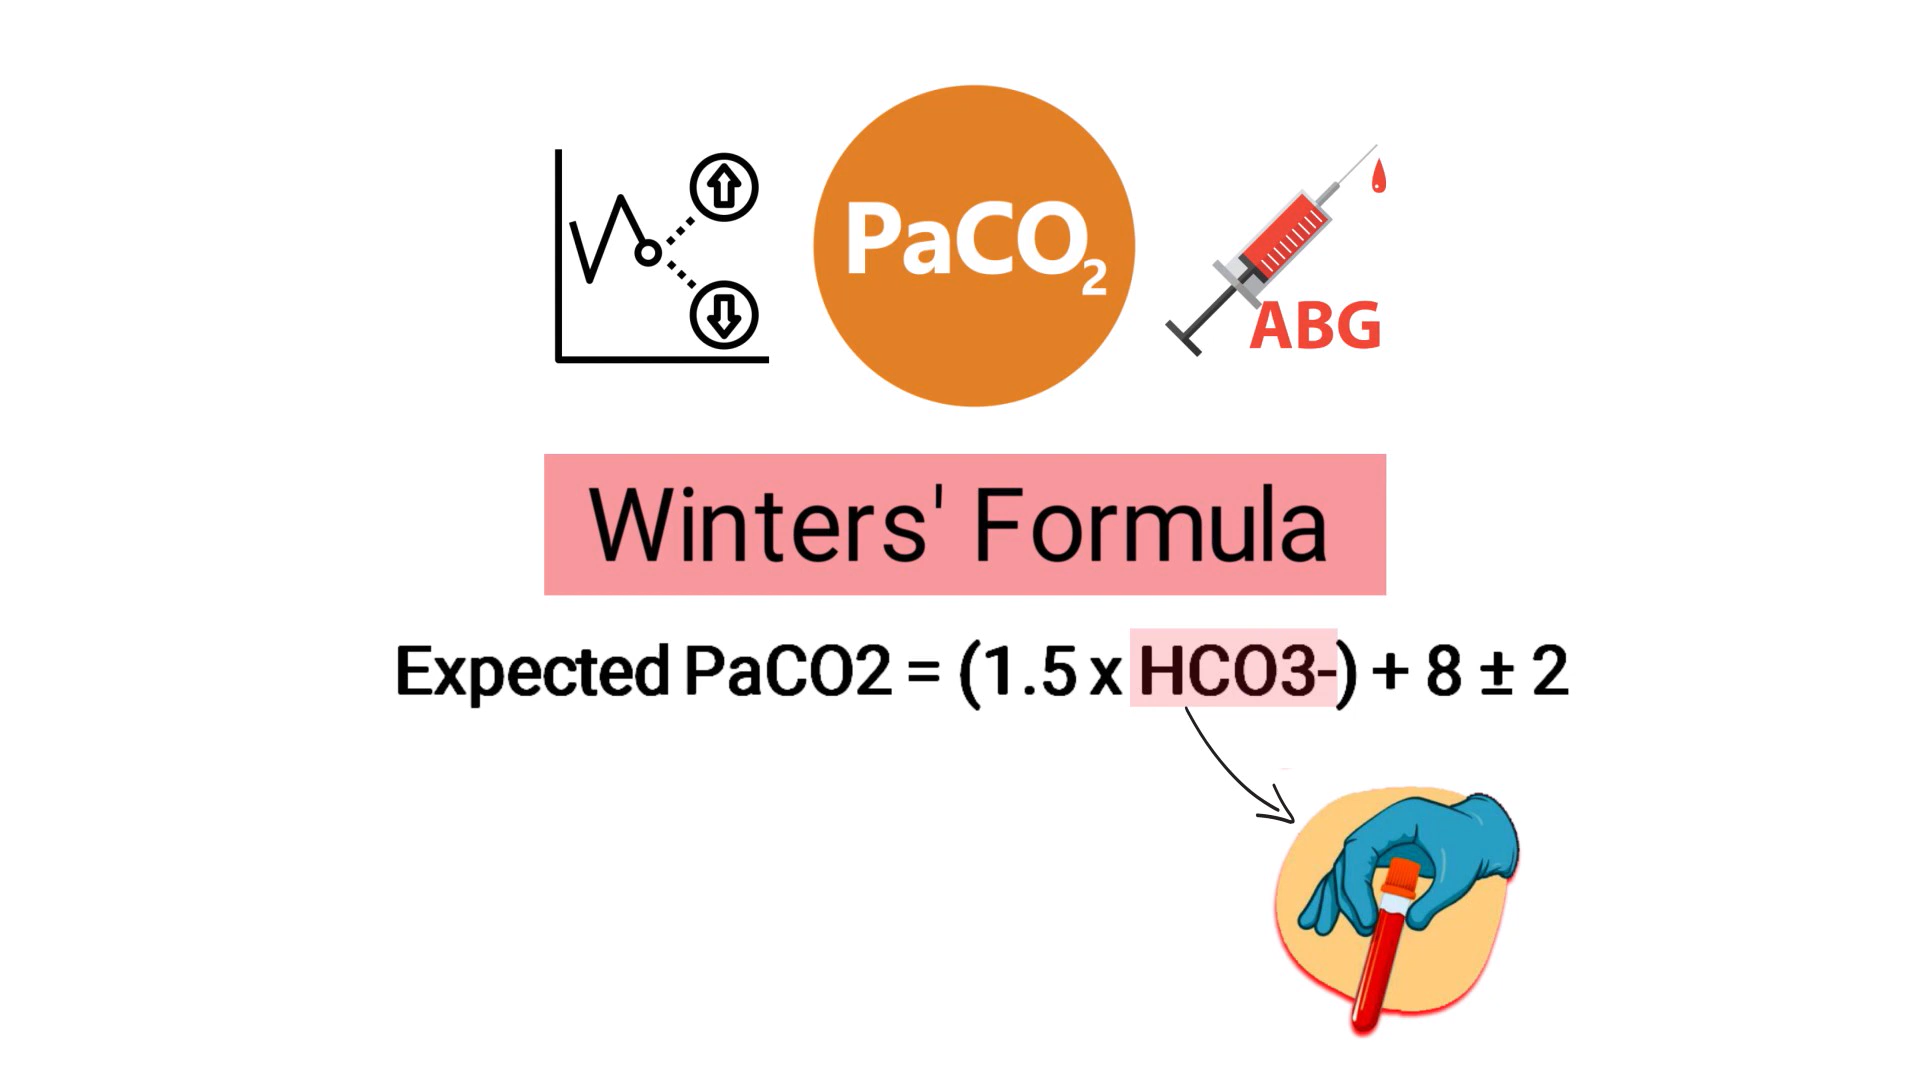 PaCO₂
ABG
Winters' Formula
Expected PaCO2 = (1.5 x HCO3-) + 8 ± 2